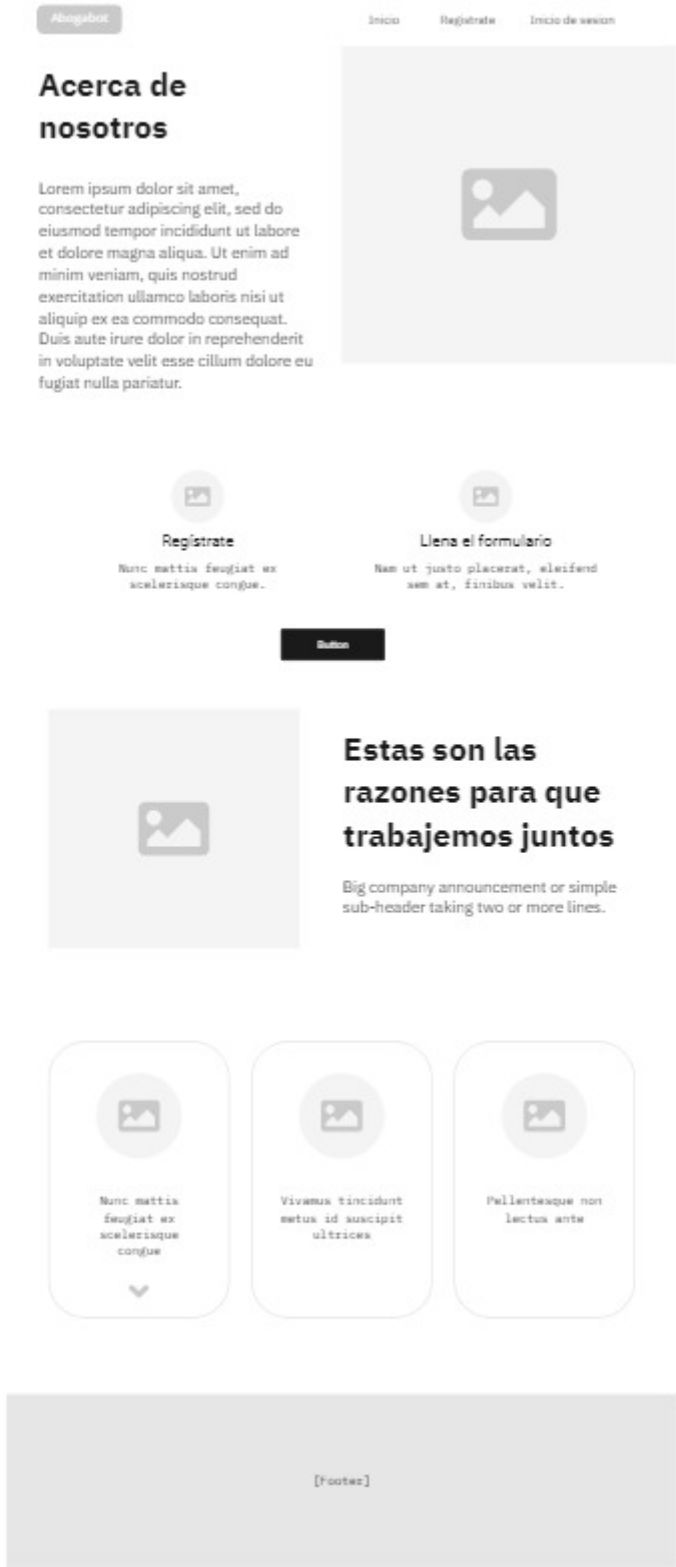 Abogabot
Inicio
Registrate
Inicio de sesion
Acerca de
nosotros
Lorem ipsum dolor sit amet,
consectetur adipiscing elit, sed do
eiusmod tempor incididunt ut labore
et dolore magna aliqua. Ut enim ad
minim veniam, quis nostrud
exercitation ullamco laboris nisi ut
aliquip ex ea commodo consequat.
Duis aute irure dolor in reprehenderit
in voluptate velit esse cillum dolore eu
fugiat nulla pariatur.
Regístrate
Nunc mattis feugiat ex
scelerisque congue.
Llena el formulario
Nam ut justo placerat, eleifend
sem at, finibus velit.
Button
Estas son las
razones para que
trabajemos juntos
Big company announcement or simple
sub-header taking two or more lines.
Nunc mattis
feugiat ex
scelerisque
congue
Vivamus tincidunt
metus id suscipit
ultrices
Pellentesque non
lectus ante
[Footer]